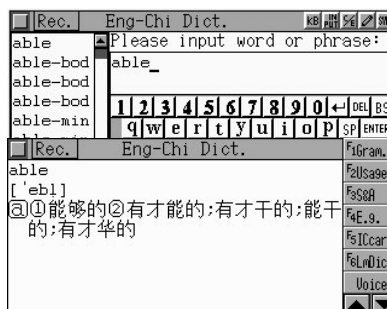 Rec. Eng-Chi Dict. KB
able
able-bod
able-bod
able-bod
able-min
Please input word or phrase:
able_
1 2 3 4 5 6 7 8 9 0 ↵ DEL BS
q w e r t y u i o p SP ENTER
Rec. Eng-Chi Dict.
able
[ˈebl̩]
ⓐ①能够的②有才能的;有才干的;能干
的;有才华的
F1Gram.
F2Usage
F3S&A
F4E.g.
F5ICcar
F6LmDic
Voice